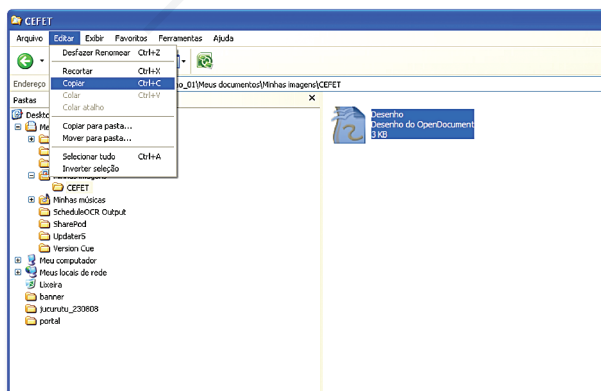 CEFET
Arquivo Editar Exibir Favoritos Ferramentas Ajuda
Desfazer Renomear Ctrl+Z
Recortar Ctrl+X
Copiar Ctrl+C
Colar Ctrl+V
Colar atalho
Copiar para pasta...
Mover para pasta...
Selecionar tudo Ctrl+A
Inverter seleção
Endereço o_01\Meus documentos\Minhas imagens\CEFET
Pastas
Deskto
Me
Minhas imagens
CEFET
Minhas músicas
ScheduleOCR Output
SharePod
Updater5
Version Cue
Meu computador
Meus locais de rede
Lixeira
banner
jucurutu_230808
portal
Desenho
Desenho do OpenDocument
3 KB